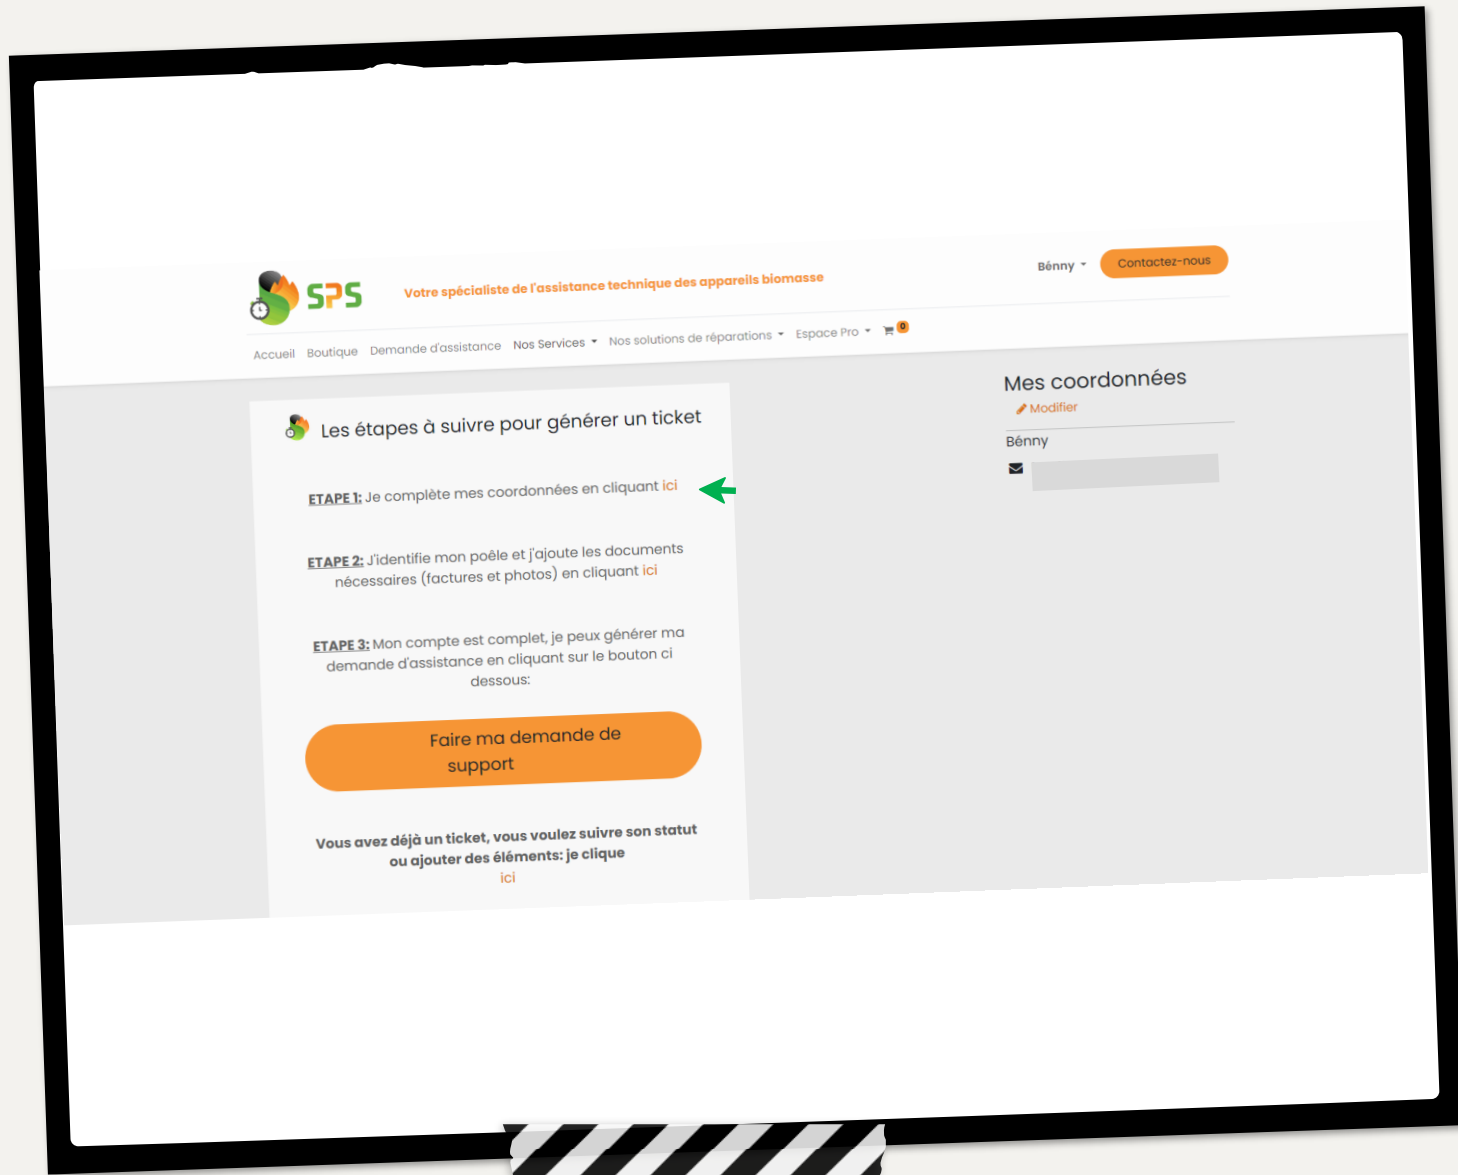 SPS
Votre spécialiste de l'assistance technique des appareils biomasse
Bénny
Contactez-nous
Accueil Boutique Demande d'assistance Nos Services Nos solutions de réparations Espace Pro 0
Les étapes à suivre pour générer un ticket
ETAPE 1: Je complète mes coordonnées en cliquant ici
ETAPE 2: J'identifie mon poêle et j'ajoute les documents
nécessaires (factures et photos) en cliquant ici
ETAPE 3: Mon compte est complet, je peux générer ma
demande d'assistance en cliquant sur le bouton ci
dessous:
Faire ma demande de
support
Vous avez déjà un ticket, vous voulez suivre son statut
ou ajouter des éléments: je clique
ici
Mes coordonnées
Modifier
Bénny